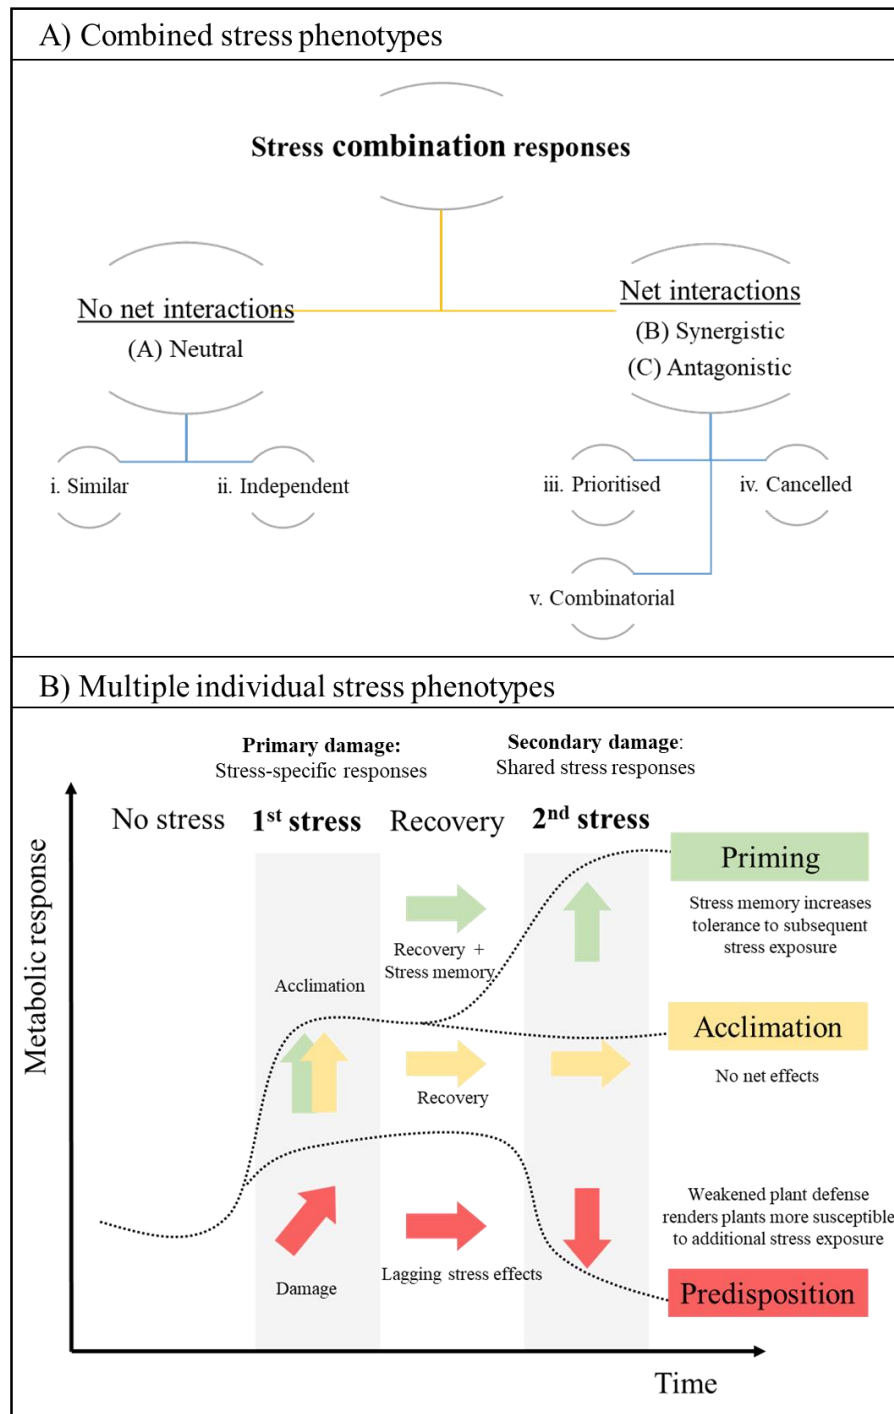 A) Combined stress phenotypes
Stress combination responses
No net interactions
(A) Neutral
Net interactions
(B) Synergistic
(C) Antagonistic
i. Similar
ii. Independent
iii. Prioritised
iv. Cancelled
v. Combinatorial
B) Multiple individual stress phenotypes
Primary damage:
Stress-specific responses
Secondary damage:
Shared stress responses
No stress
1st stress
Recovery
2nd stress
Metabolic response
Priming
Stress memory increases
tolerance to subsequent
stress exposure
Recovery +
Stress memory
Acclimation
Acclimation
No net effects
Recovery
Weakened plant defense
renders plants more susceptible
to additional stress exposure
Damage
Lagging stress effects
Predisposition
Time